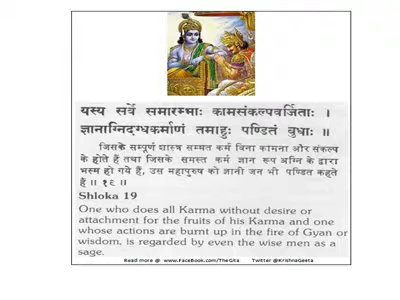 यस्य सर्वे समारम्भाः कामसंकल्पवर्जिताः ।
ज्ञानाग्निदग्धकर्माणं तमाहुः पण्डितं बुधाः ॥
जिसके सम्पूर्ण शास्त्र सम्मत कर्म बिना कामना और संकल्प
के होते हैं तथा जिसके समस्त कर्म ज्ञान रूप अग्नि के द्वारा
भस्म हो गये हैं, उस महापुरुष को ज्ञानी जन भी पण्डित कहते
हैं ॥ १९ ॥
Shloka 19
One who does all Karma without desire or
attachment for the fruits of his Karma and one
whose actions are burnt up in the fire of Gyan or
wisdom, is regarded by even the wise men as a
sage.
Read more @ www.FaceBook.com/TheGita Twitter @KrishnaGeeta